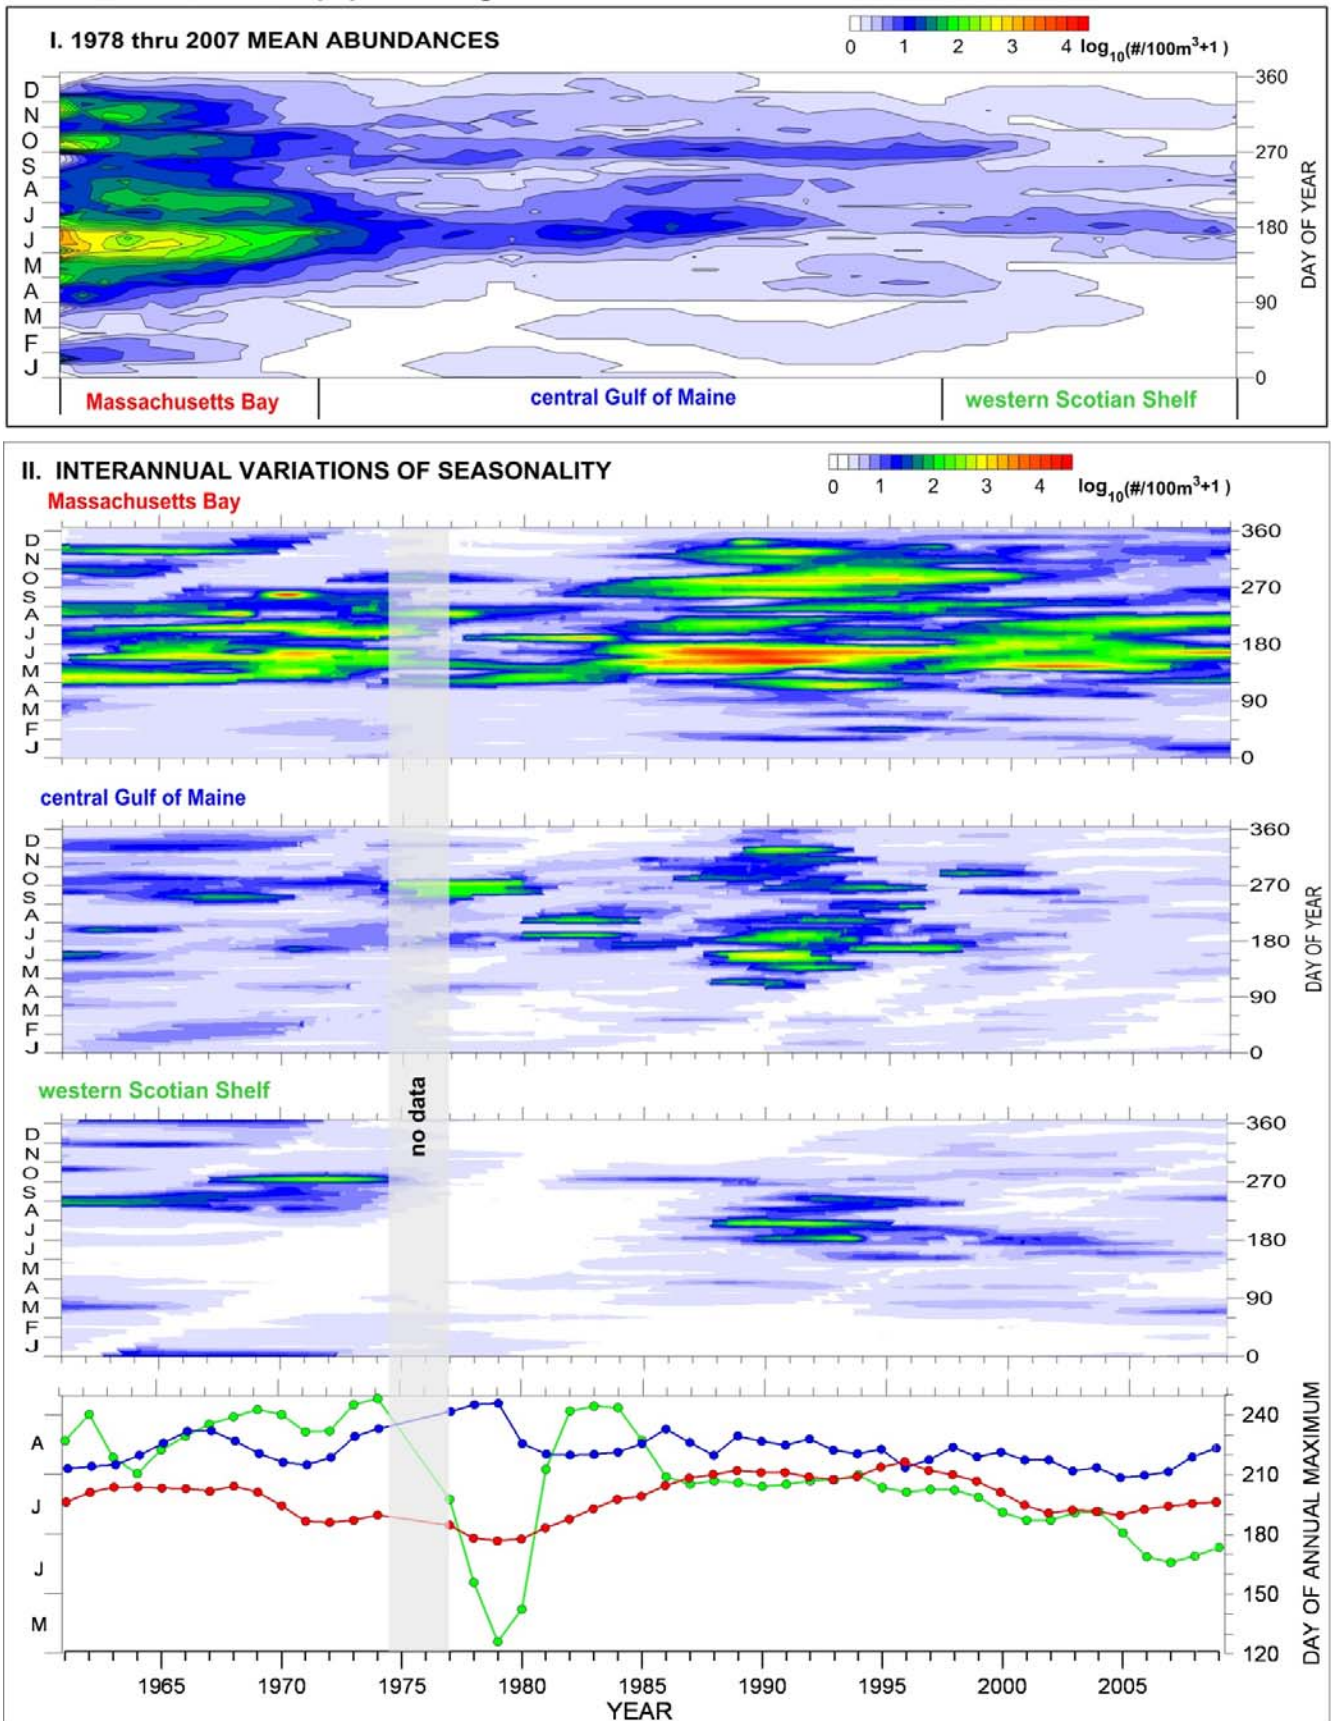 I. 1978 thru 2007 MEAN ABUNDANCES
0 1 2 3 4 log10(#/100m3+1)
D
N
O
S
A
J
J
M
A
M
F
J
360
270
180
90
0
DAY OF YEAR
Massachusetts Bay central Gulf of Maine western Scotian Shelf
II. INTERANNUAL VARIATIONS OF SEASONALITY
0 1 2 3 4 log10(#/100m3+1)
Massachusetts Bay
D
N
O
S
A
J
J
M
A
M
F
J
360
270
180
90
0
central Gulf of Maine
D
N
O
S
A
J
J
M
A
M
F
J
360
270
180
90
0
DAY OF YEAR
western Scotian Shelf
no data
D
N
O
S
A
J
J
M
A
M
F
J
360
270
180
90
0
A
J
J
M
240
210
180
150
120
DAY OF ANNUAL MAXIMUM
1965 1970 1975 1980 1985 1990 1995 2000 2005
YEAR